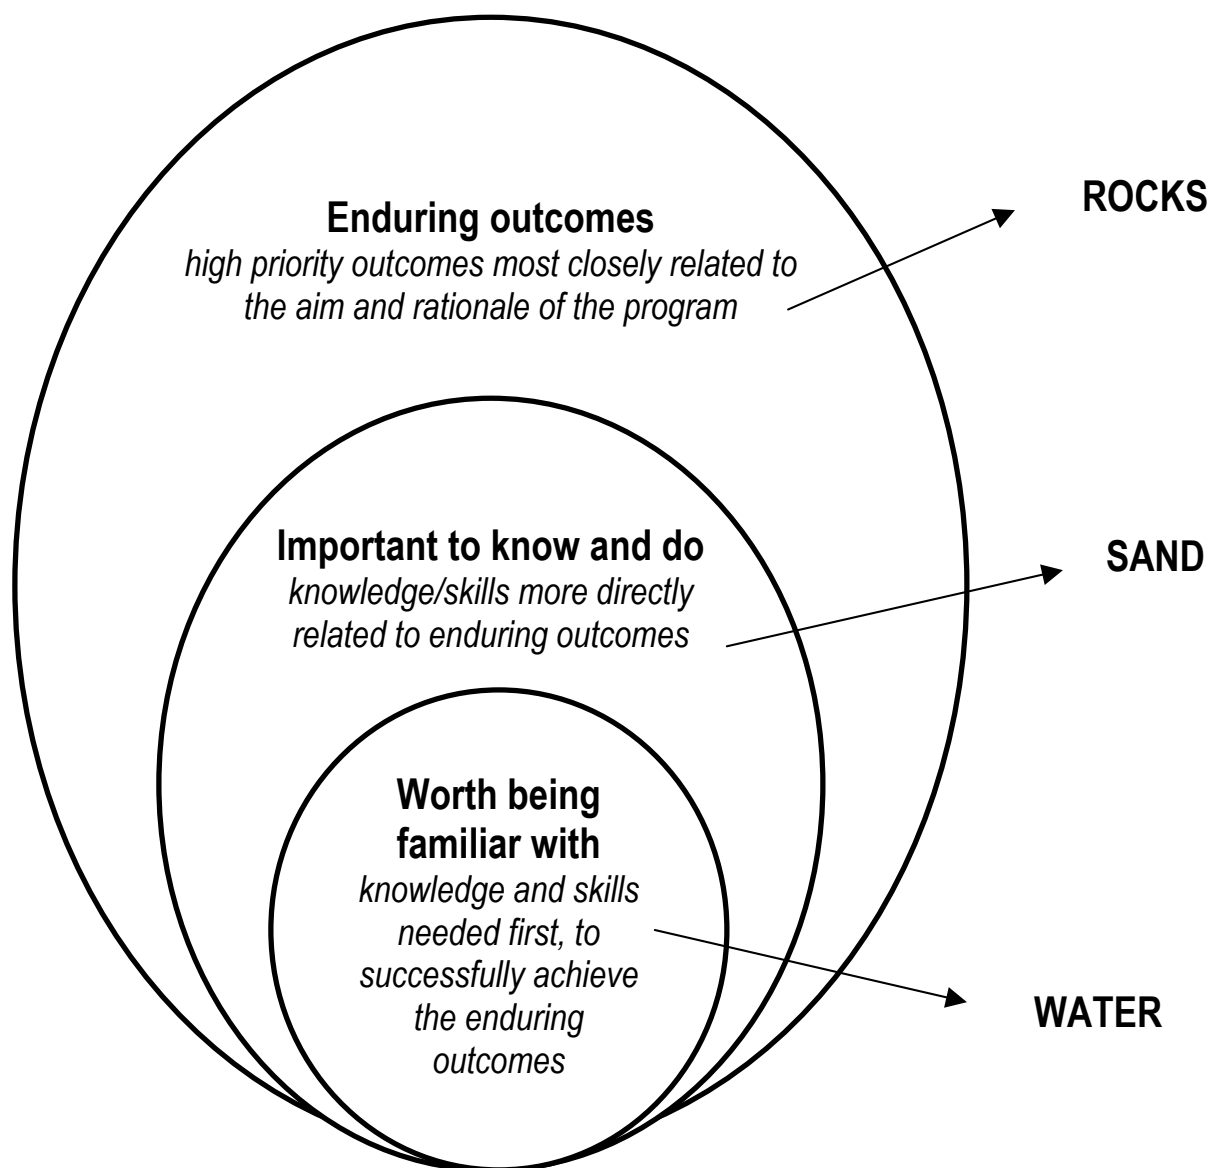 ROCKS
Enduring outcomes
high priority outcomes most closely related to
the aim and rationale of the program
SAND
Important to know and do
knowledge/skills more directly
related to enduring outcomes
Worth being
familiar with
knowledge and skills
needed first, to
successfully achieve
the enduring
outcomes
WATER